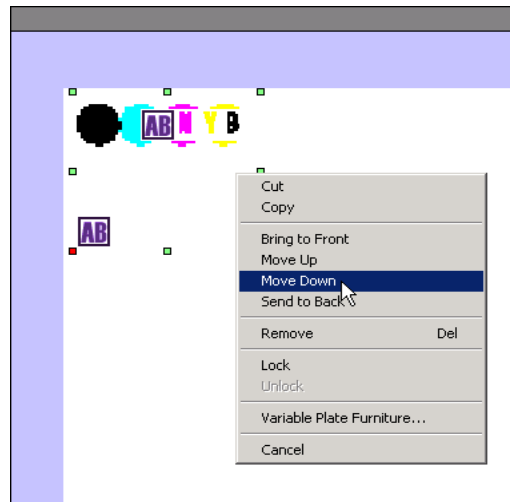 AB M Y B
AB
Cut
Copy
Bring to Front
Move Up
Move Down
Send to Back
Remove Del
Lock
Unlock
Variable Plate Furniture...
Cancel